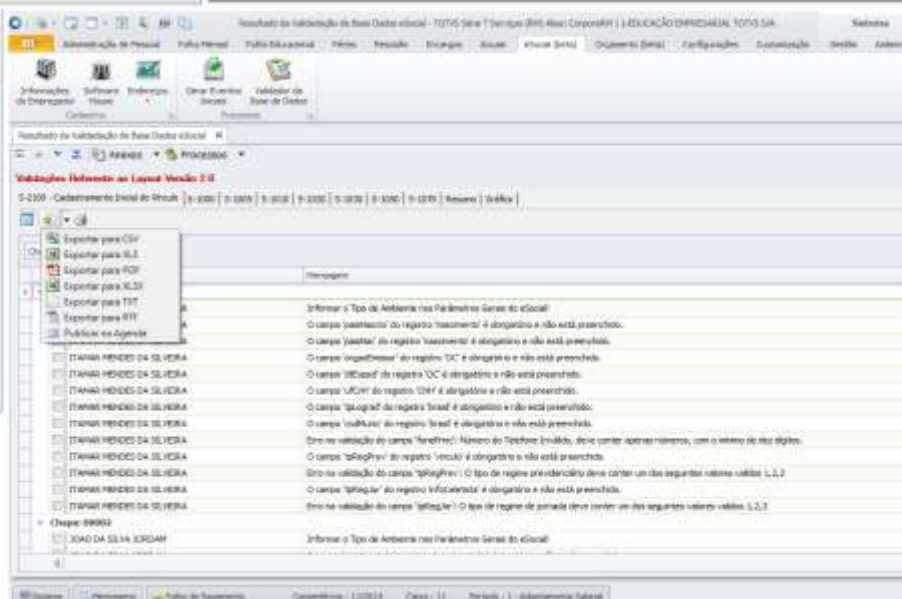 Resultado da Validação da Base Dados eSocial - TOTVS Série T Serviços (RM) Alias: CorporeRM | 1-EDUCAÇÃO EMPRESARIAL TOTVS S/A
Sistema
Administração de Pessoal Folha Mensal Folha Educacional Férias Rescisão Encargos Anuais eSocial (beta) Orçamento (beta) Configurações Customização Gestão
Informações do Empregador
Software House
Endereços
Gerar Eventos Iniciais
Validador da Base de Dados
Cadastros
Processos
Resultado da Validação da Base Dados eSocial
Anexos Processos
Validações Referente ao Layout Versão 2.0
S-2100 - Cadastramento Inicial do Vínculo S-1000 S-1005 S-1010 S-1020 S-1030 S-1050 S-1070 Resumo Gráfico
Exportar para CSV
Exportar para XLS
Exportar para PDF
Exportar para XLSX
Exportar para TXT
Exportar para RTF
Publicar na Agenda
Mensagem
Informar o Tipo de Ambiente nos Parâmetros Gerais do eSocial!
O campo 'paisNascto' do registro 'nascimento' é obrigatório e não está preenchido.
O campo 'paisNac' do registro 'nascimento' é obrigatório e não está preenchido.
ITAMAR MENDES DA SILVEIRA O campo 'orgaoEmissor' do registro 'OC' é obrigatório e não está preenchido.
ITAMAR MENDES DA SILVEIRA O campo 'dtExped' do registro 'OC' é obrigatório e não está preenchido.
ITAMAR MENDES DA SILVEIRA O campo 'ufCnh' do registro 'CNH' é obrigatório e não está preenchido.
ITAMAR MENDES DA SILVEIRA O campo 'tpLograd' do registro 'brasil' é obrigatório e não está preenchido.
ITAMAR MENDES DA SILVEIRA O campo 'codMunic' do registro 'brasil' é obrigatório e não está preenchido.
ITAMAR MENDES DA SILVEIRA Erro na validação do campo 'fonePrinc': Número do Telefone Inválido, deve conter apenas números, com o mínimo de dez dígitos.
ITAMAR MENDES DA SILVEIRA O campo 'tpRegPrev' do registro 'vinculo' é obrigatório e não está preenchido.
ITAMAR MENDES DA SILVEIRA Erro na validação do campo 'tpRegPrev': O tipo de regime previdenciário deve conter um dos seguintes valores válidos 1,2,3
ITAMAR MENDES DA SILVEIRA O campo 'tpRegJor' do registro 'infoCeletista' é obrigatório e não está preenchido.
ITAMAR MENDES DA SILVEIRA Erro na validação do campo 'tpRegJor': O tipo de regime de jornada deve conter um dos seguintes valores válidos 1,2,3
Chapa: 00002
JOAO DA SILVA JORDAM Informar o Tipo de Ambiente nos Parâmetros Gerais do eSocial!
Sistema Mensagens Folha de Pagamento Competência : 12/2014 Período : 1 - Adiantamento Salarial